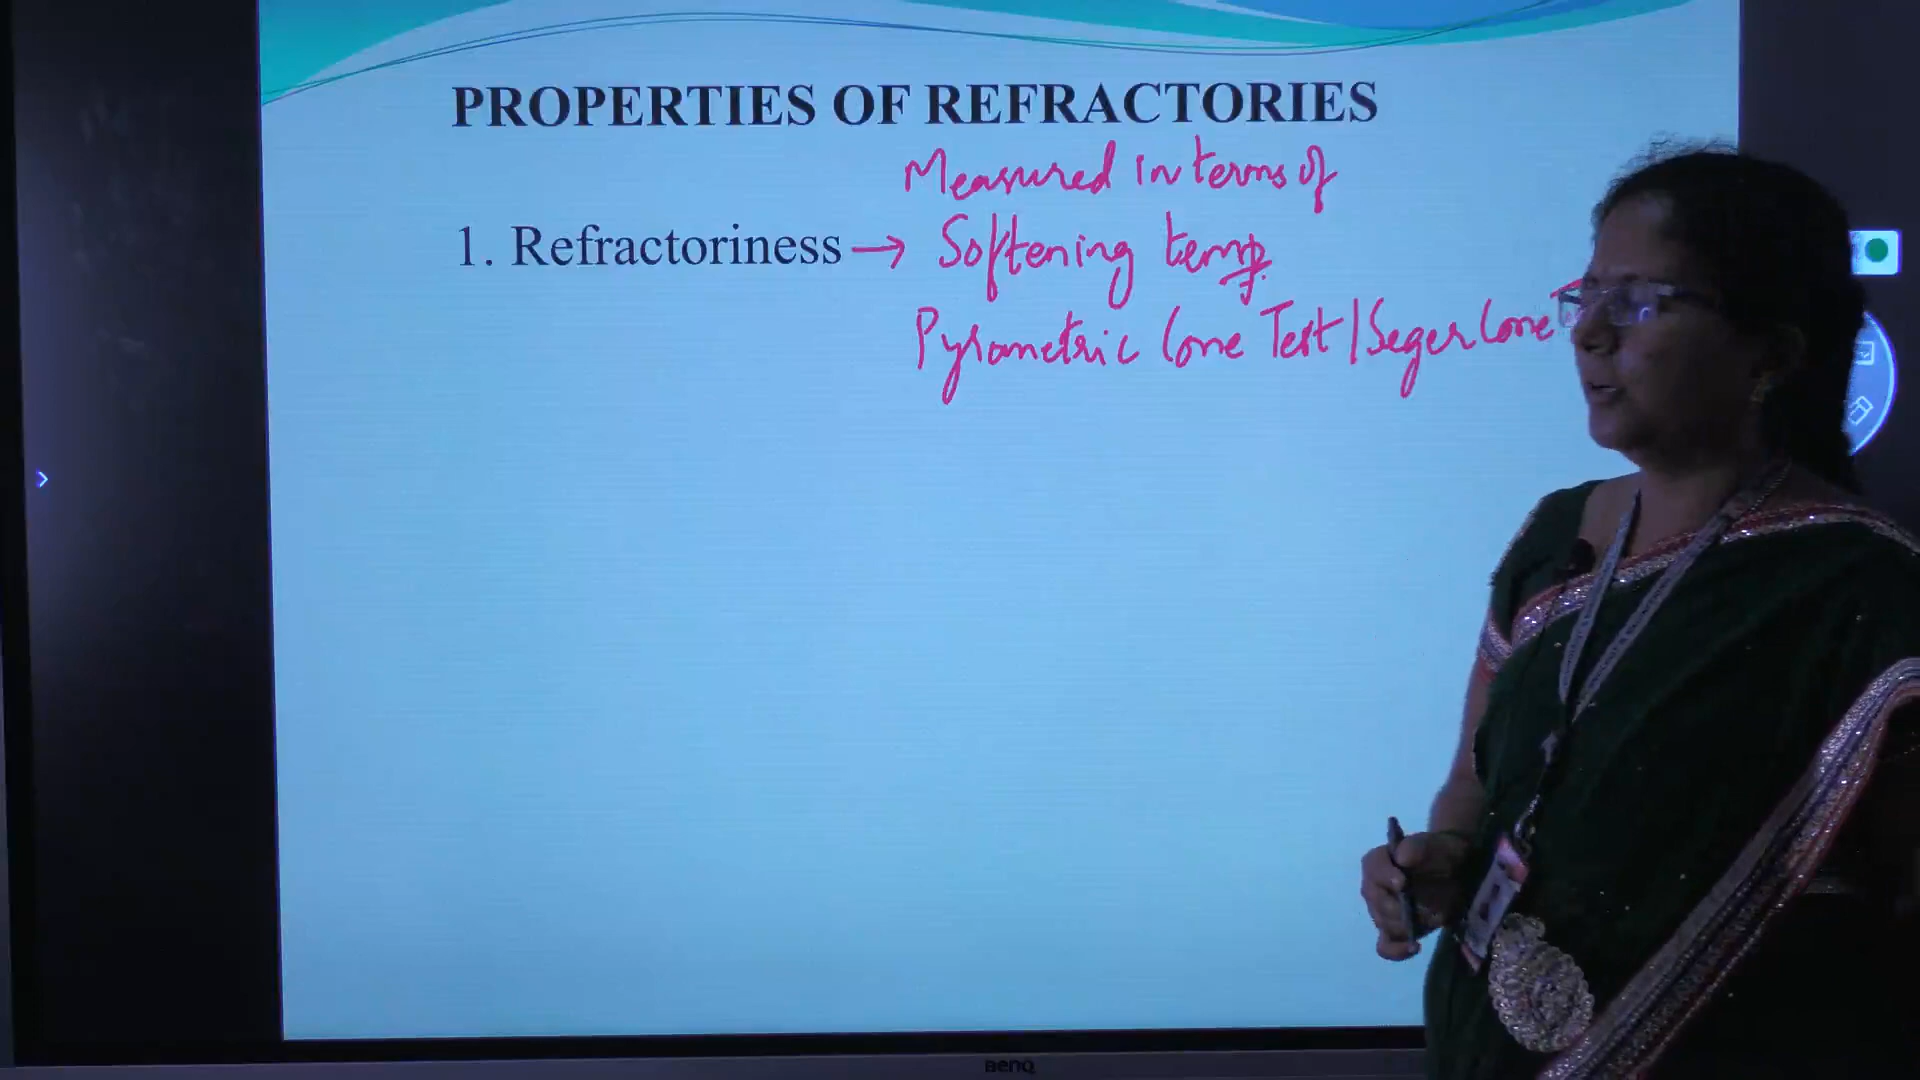 PROPERTIES OF REFRACTORIES
Measured in terms of
1. Refractoriness → Softening temp.
Pyrometric Cone Test / Seger Cone T
BenQ